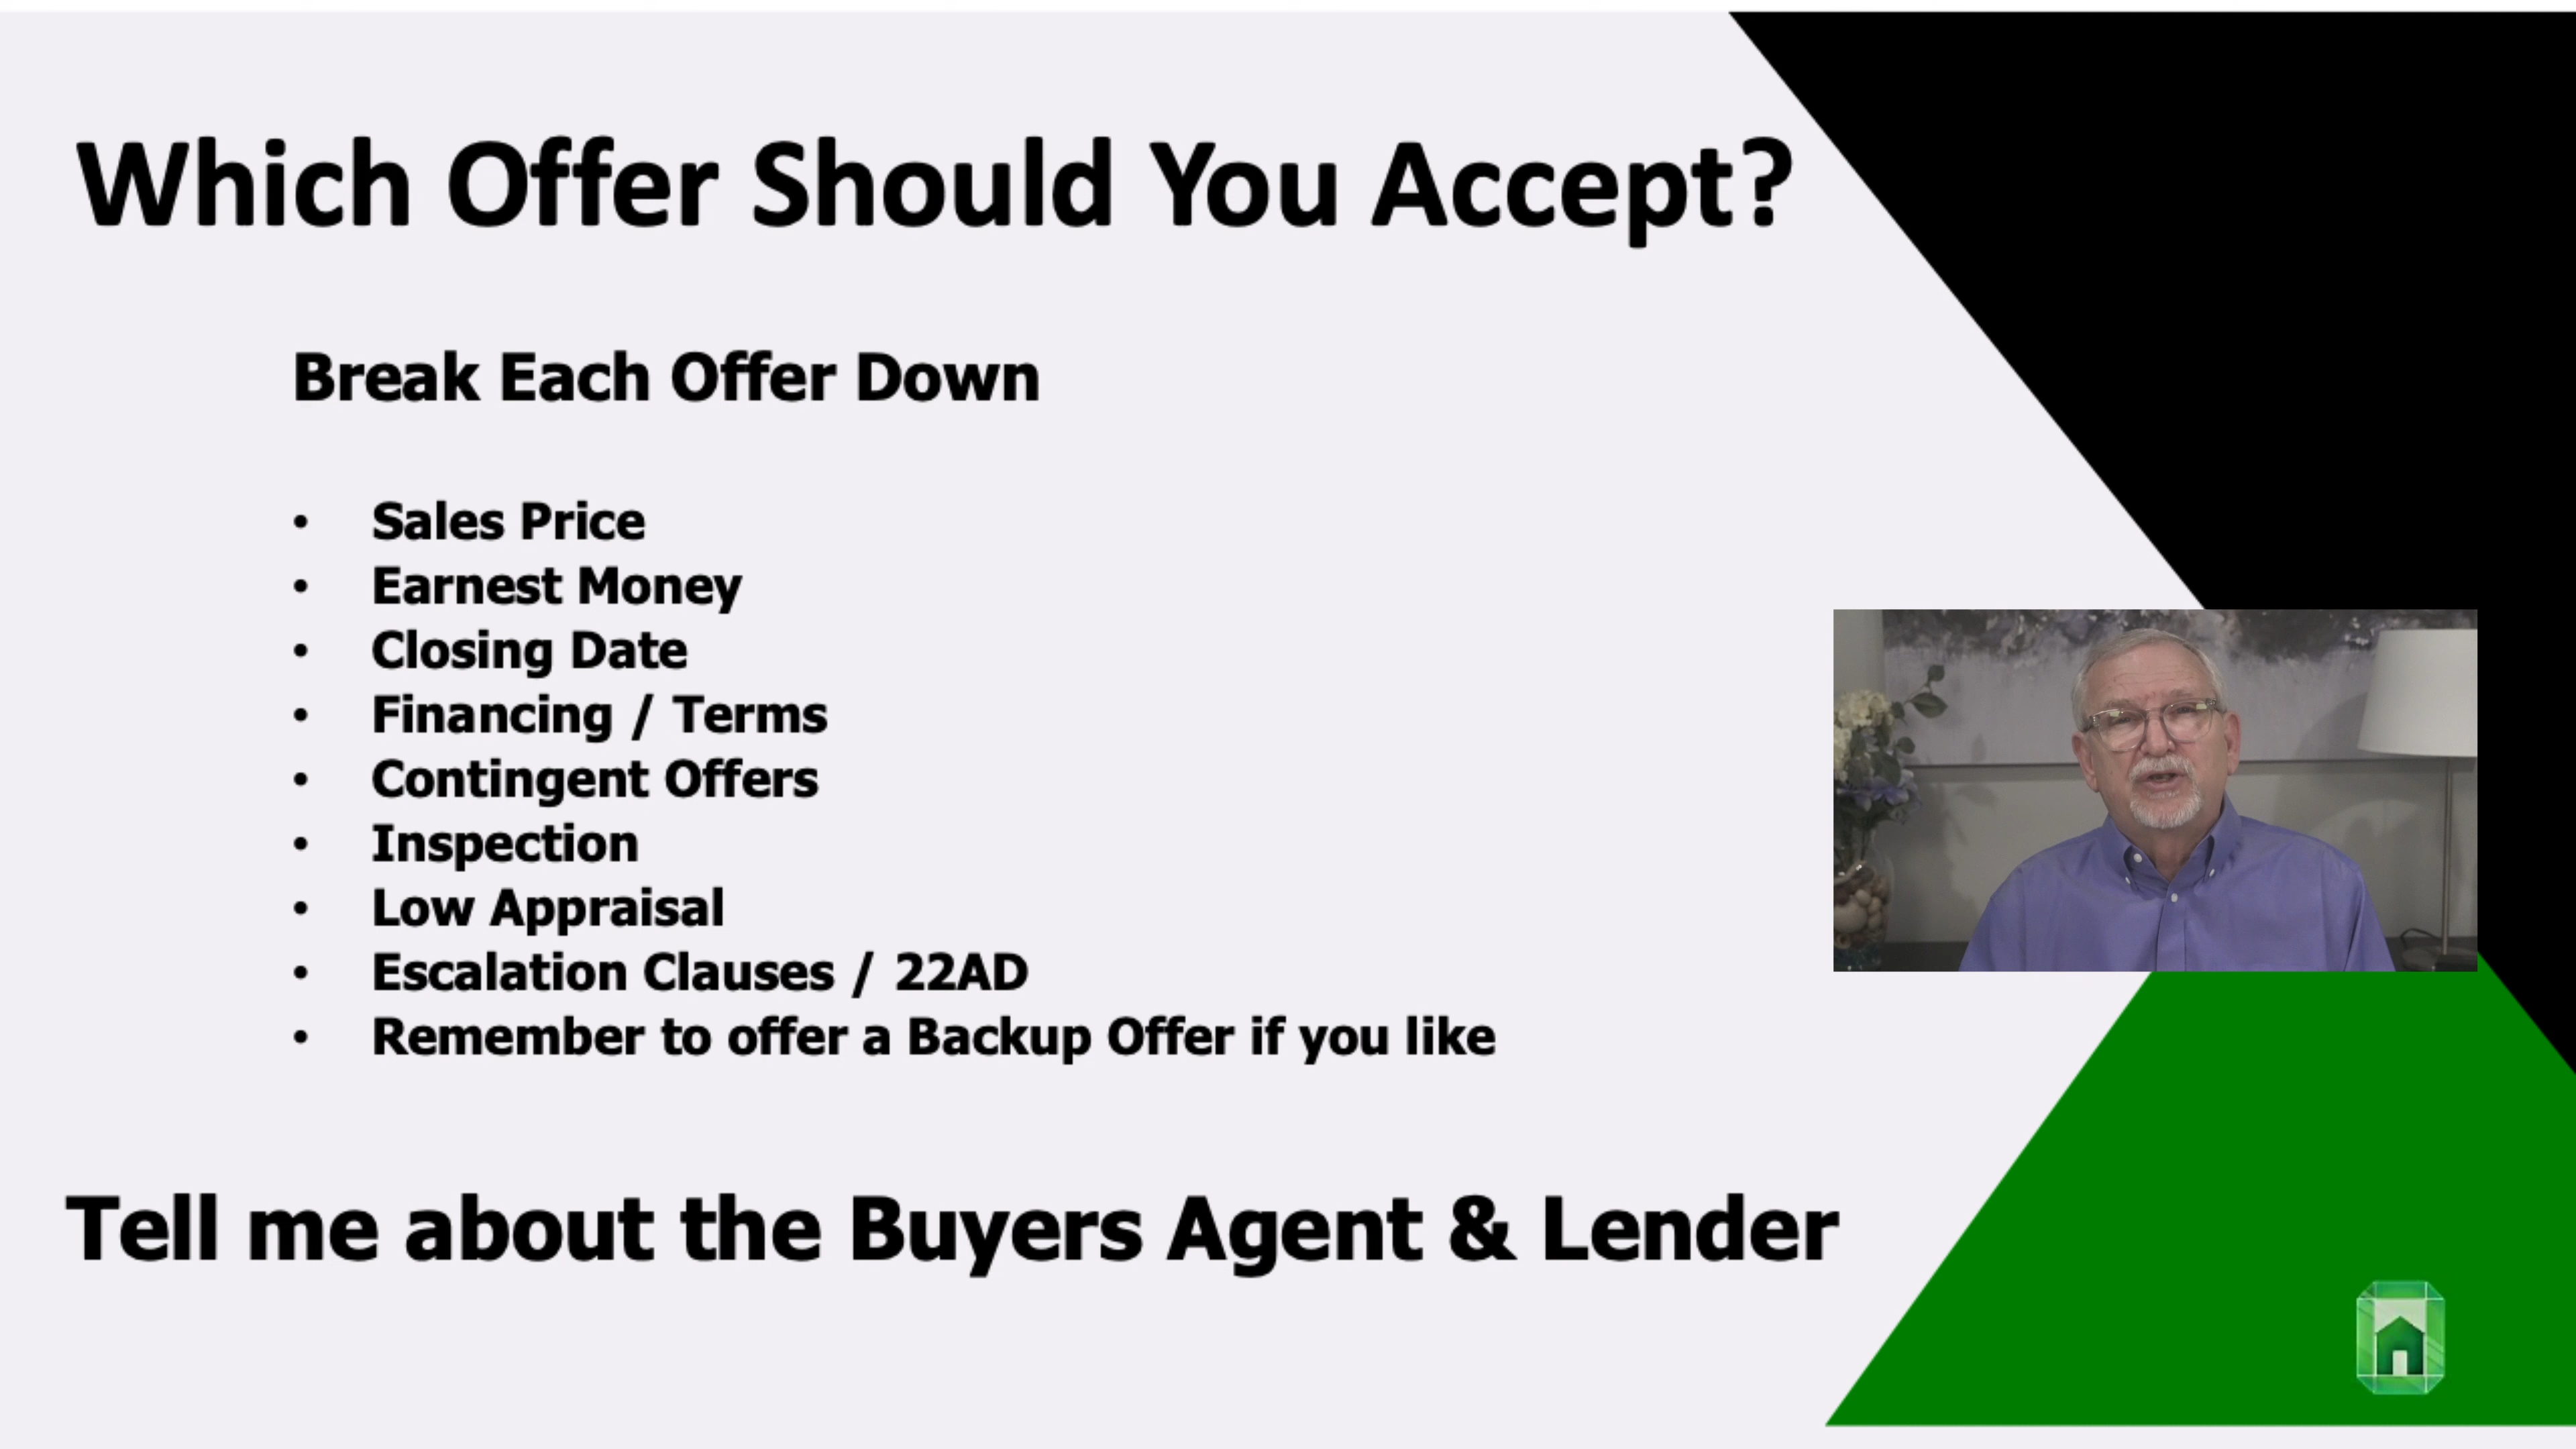 Which Offer Should You Accept?
Break Each Offer Down
• Sales Price
• Earnest Money
• Closing Date
• Financing / Terms
• Contingent Offers
• Inspection
• Low Appraisal
• Escalation Clauses / 22AD
• Remember to offer a Backup Offer if you like
Tell me about the Buyers Agent & Lender